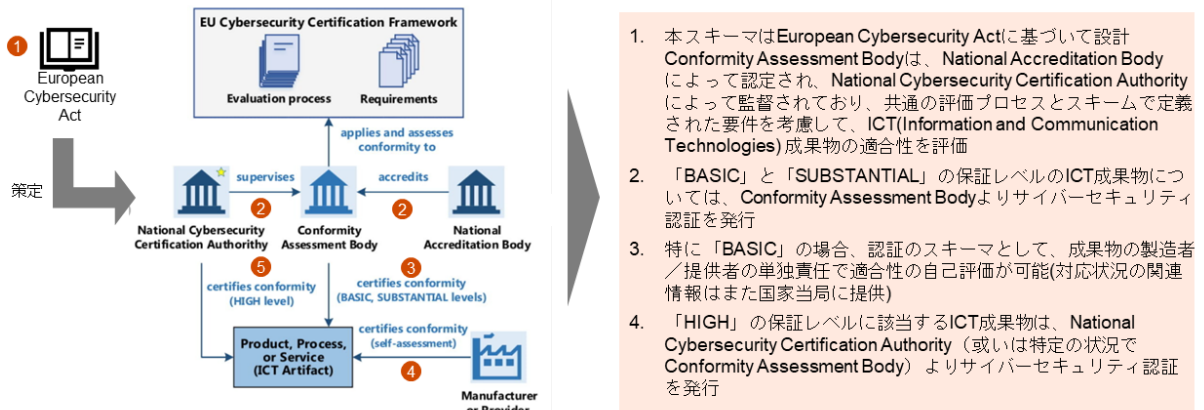 1
European
Cybersecurity
Act
策定
EU Cybersecurity Certification Framework
Evaluation process
Requirements
applies and assesses
conformity to
supervises
accredits
2
2
National Cybersecurity
Certification Authorithy
Conformity
Assessment Body
National
Accreditation Body
5
3
certifies conformity
(HIGH level)
certifies conformity
(BASIC, SUBSTANTIAL levels)
certifies conformity
(self-assessment)
4
Product, Process,
or Service
(ICT Artifact)
Manufacturer
or Provider
1. 本スキーマはEuropean Cybersecurity Actに基づいて設計
Conformity Assessment Bodyは、National Accreditation Body
によって認定され、National Cybersecurity Certification Authority
によって監督されており、共通の評価プロセスとスキームで定義
された要件を考慮して、ICT(Information and Communication
Technologies) 成果物の適合性を評価
2. 「BASIC」と「SUBSTANTIAL」の保証レベルのICT成果物につ
いては、Conformity Assessment Bodyよりサイバーセキュリティ
認証を発行
3. 特に「BASIC」の場合、認証のスキーマとして、成果物の製造者
／提供者の単独責任で適合性の自己評価が可能(対応状況の関連
情報はまた国家当局に提供)
4. 「HIGH」の保証レベルに該当するICT成果物は、National
Cybersecurity Certification Authority（或いは特定の状況で
Conformity Assessment Body）よりサイバーセキュリティ認証
を発行